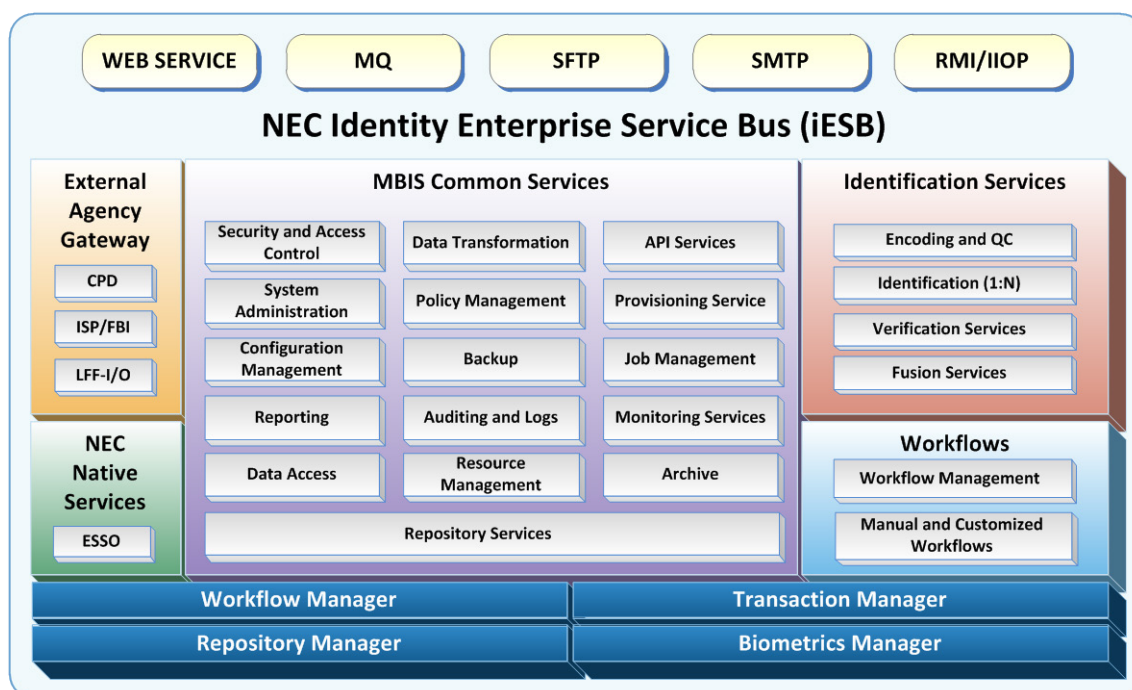 WEB SERVICE
MQ
SFTP
SMTP
RMI/IIOP
NEC Identity Enterprise Service Bus (iESB)
External
Agency
Gateway
CPD
ISP/FBI
LFF-I/O
NEC
Native
Services
ESSO
MBIS Common Services
Security and Access
Control
Data Transformation
API Services
System
Administration
Policy Management
Provisioning Service
Configuration
Management
Backup
Job Management
Reporting
Auditing and Logs
Monitoring Services
Data Access
Resource
Management
Archive
Repository Services
Identification Services
Encoding and QC
Identification (1:N)
Verification Services
Fusion Services
Workflows
Workflow Management
Manual and Customized
Workflows
Workflow Manager
Transaction Manager
Repository Manager
Biometrics Manager